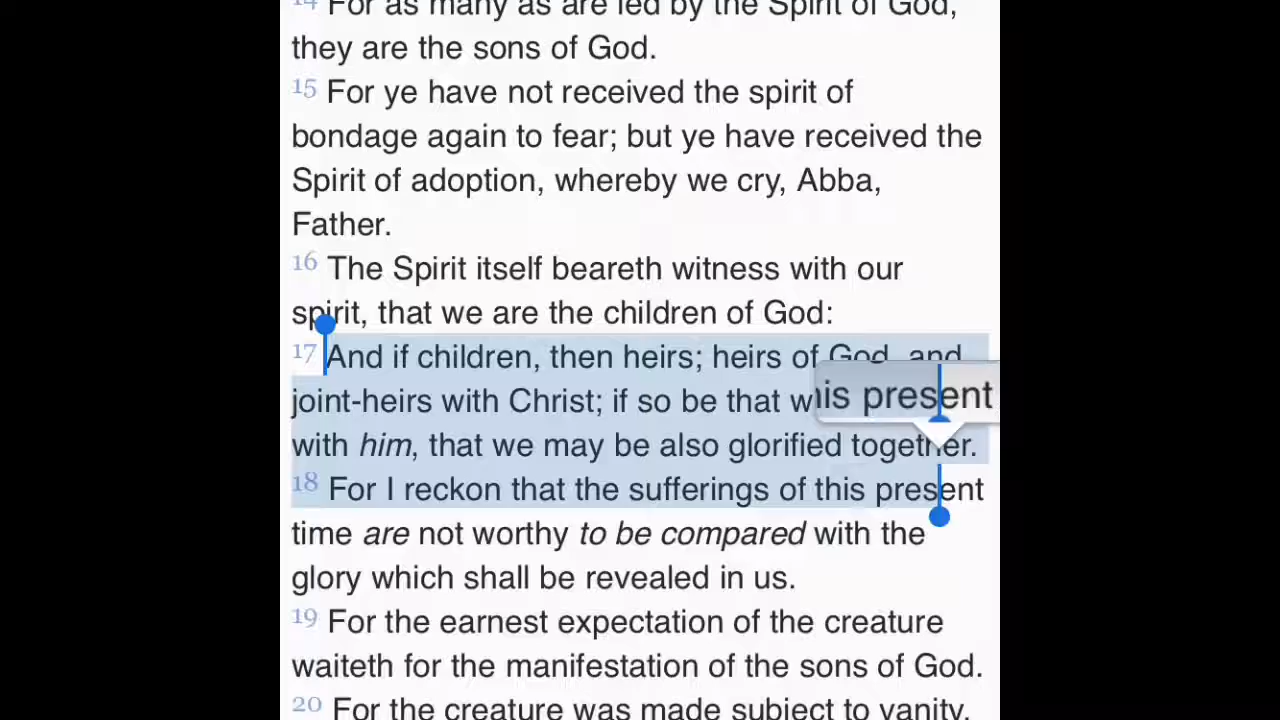 14 For as many as are led by the Spirit of God,
they are the sons of God.
15 For ye have not received the spirit of
bondage again to fear; but ye have received the
Spirit of adoption, whereby we cry, Abba,
Father.
16 The Spirit itself beareth witness with our
spirit, that we are the children of God:
17 And if children, then heirs; heirs of God, and
joint-heirs with Christ; if so be that
his present
with him, that we may be also glorified together.
18 For I reckon that the sufferings of this present
time are not worthy to be compared with the
glory which shall be revealed in us.
19 For the earnest expectation of the creature
waiteth for the manifestation of the sons of God.
20 For the creature was made subject to vanity,